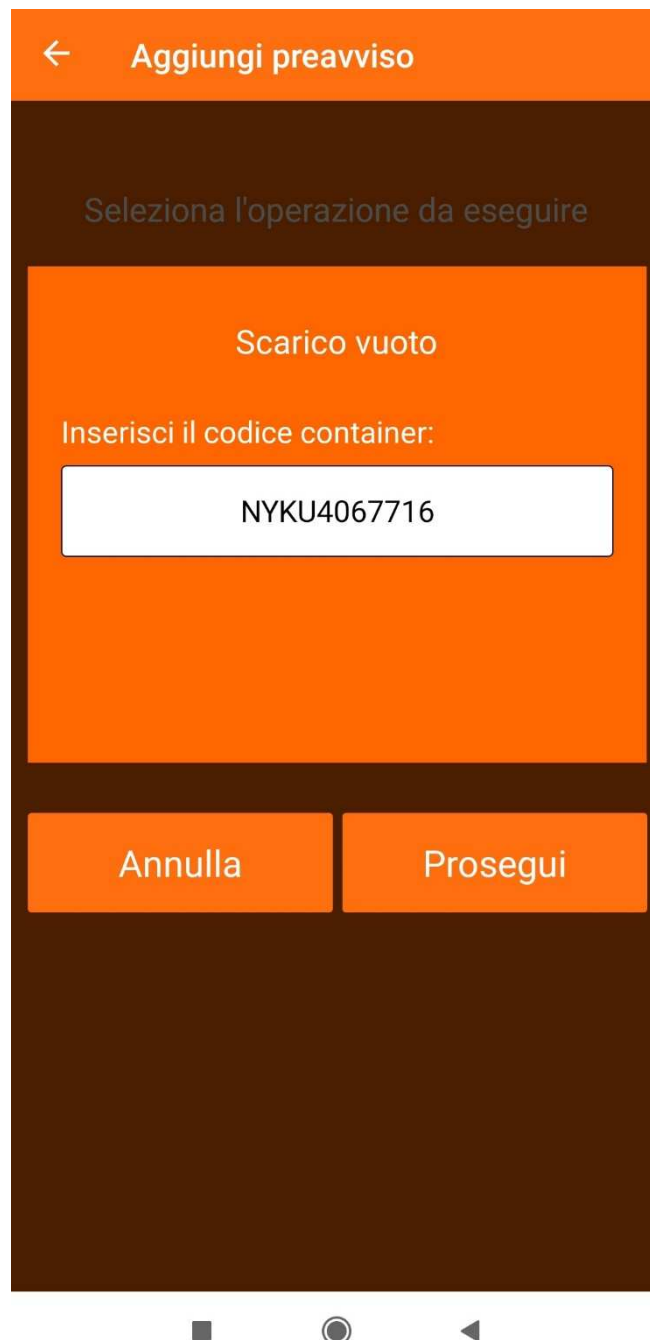 Aggiungi preavviso
Seleziona l'operazione da eseguire
Scarico vuoto
Inserisci il codice container:
NYKU4067716
Annulla
Prosegui